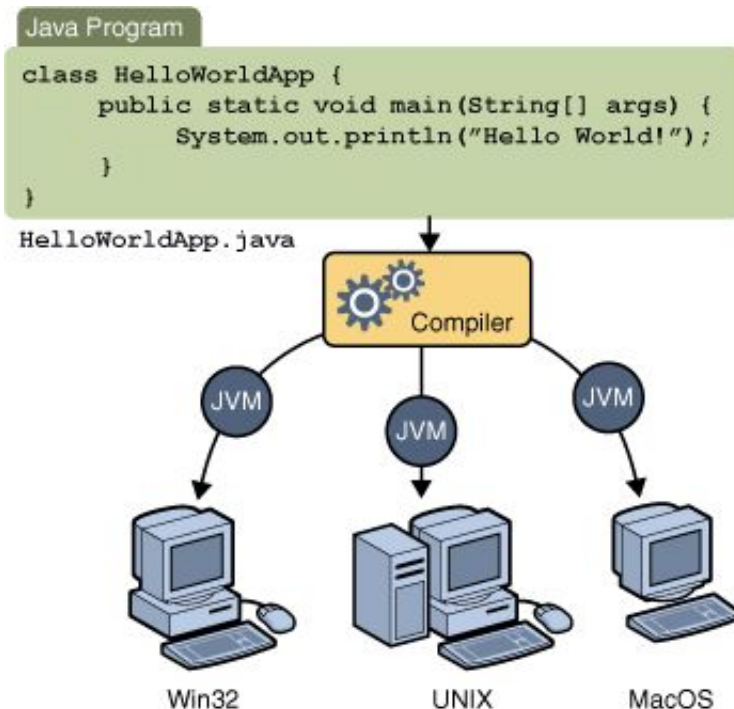 Java Program
class HelloWorldApp {
public static void main(String[] args) {
System.out.println(”Hello World!”);
}
}
HelloWorldApp.java
Compiler
JVM
JVM
JVM
Win32
UNIX
MacOS